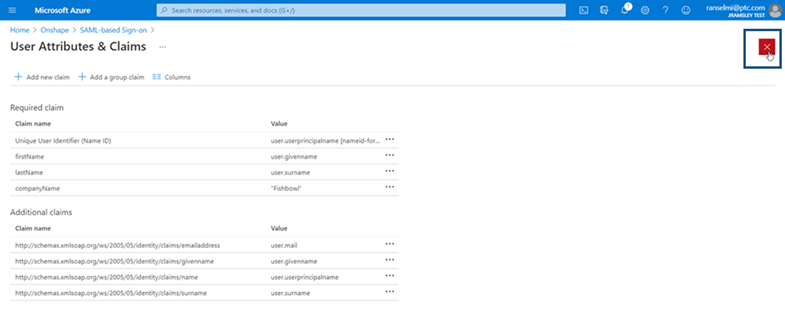 Microsoft Azure
Search resources, services, and docs (G+/)
1
ranselmi@ptc.com
JRAMSLEY TEST
Home > Onshape > SAML-based Sign-on >
User Attributes & Claims ...
+ Add new claim + Add a group claim Columns
Required claim
Claim name Value
Unique User Identifier (Name ID) user.userprincipalname [nameid-for... ...
firstName user.givenname ...
lastName user.surname ...
companyName "Fishbowl" ...
Additional claims
Claim name Value
http://schemas.xmlsoap.org/ws/2005/05/identity/claims/emailaddress user.mail ...
http://schemas.xmlsoap.org/ws/2005/05/identity/claims/givenname user.givenname ...
http://schemas.xmlsoap.org/ws/2005/05/identity/claims/name user.userprincipalname ...
http://schemas.xmlsoap.org/ws/2005/05/identity/claims/surname user.surname ...